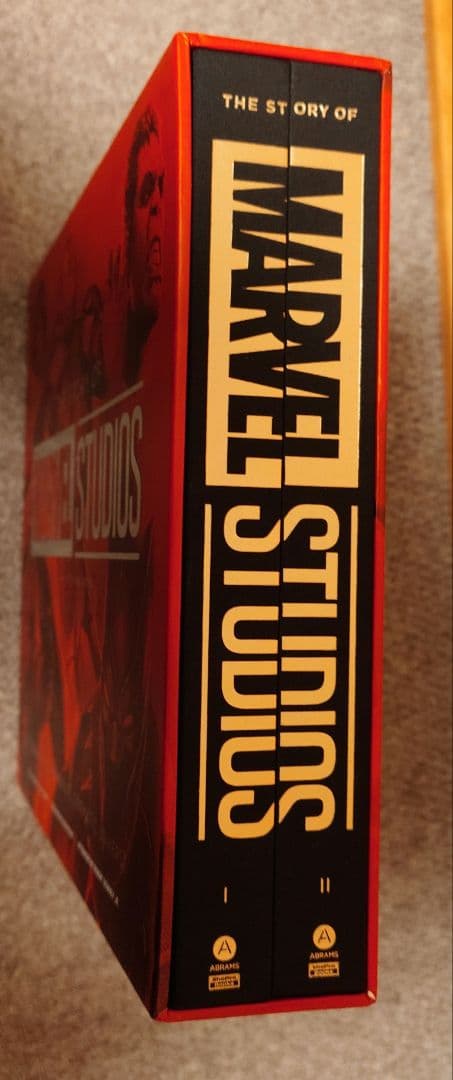 THE STORY OF
MARVEL
STUDIOS
I
II
A
ABRAMS
A
ABRAMS
STUDIOS